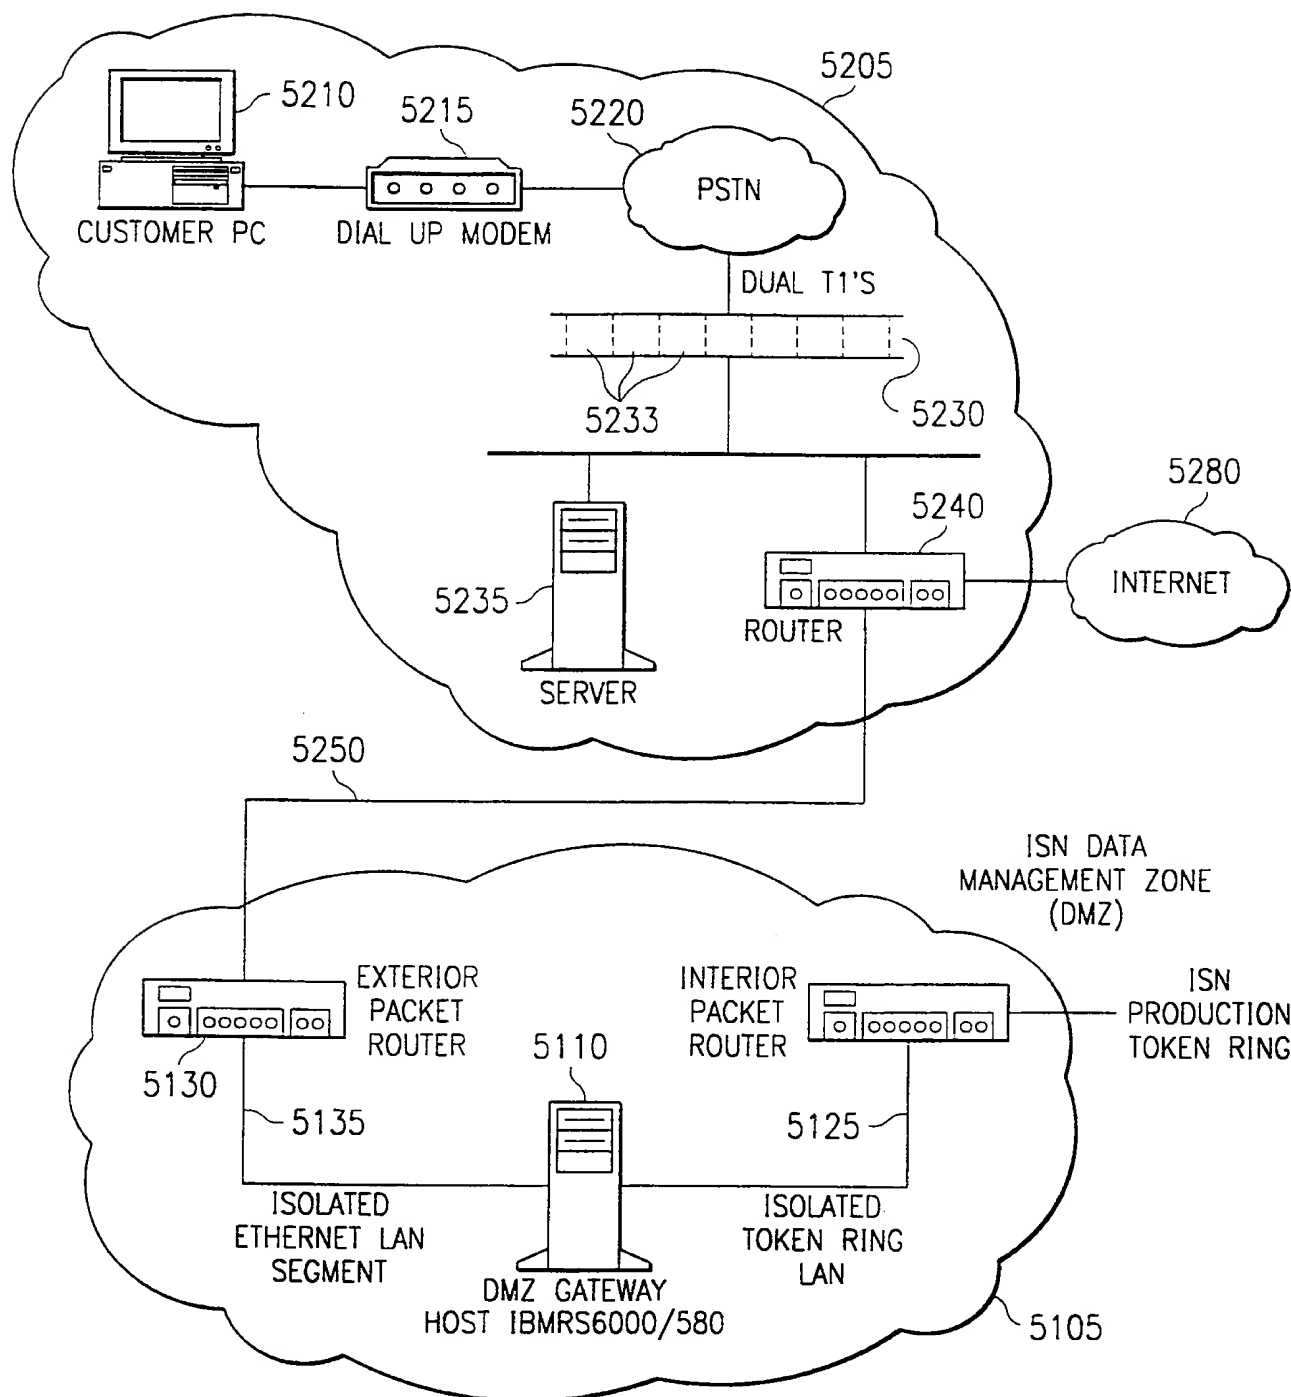 5205
5210
5215
5220
PSTN
CUSTOMER PC
DIAL UP MODEM
DUAL T1'S
5233
5230
5280
5240
INTERNET
5235
ROUTER
SERVER
5250
ISN DATA
MANAGEMENT ZONE
(DMZ)
EXTERIOR
PACKET
ROUTER
INTERIOR
PACKET
ROUTER
ISN
PRODUCTION
TOKEN RING
5130
5110
5135
5125
ISOLATED
ETHERNET LAN
SEGMENT
ISOLATED
TOKEN RING
LAN
DMZ GATEWAY
HOST IBMRS6000/580
5105